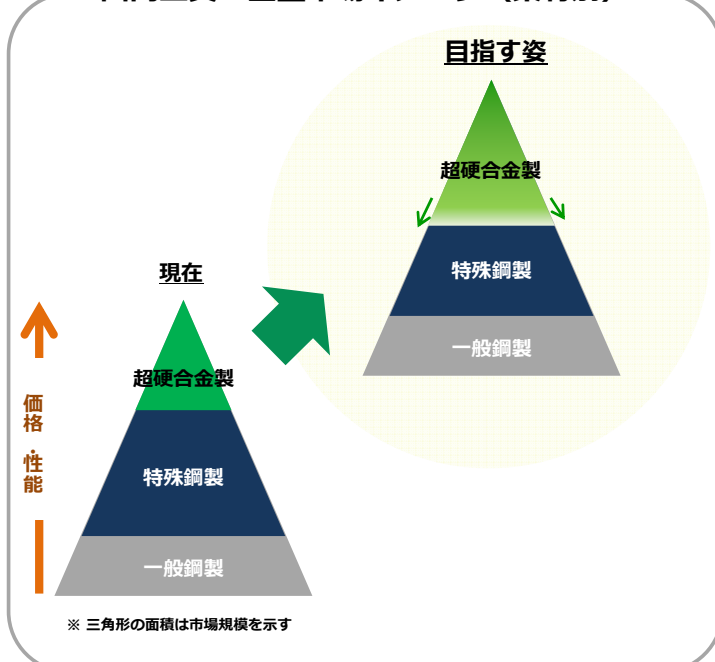 目指す姿
超硬合金製
特殊鋼製
一般鋼製
現在
超硬合金製
特殊鋼製
一般鋼製
価格・性能
※ 三角形の面積は市場規模を示す